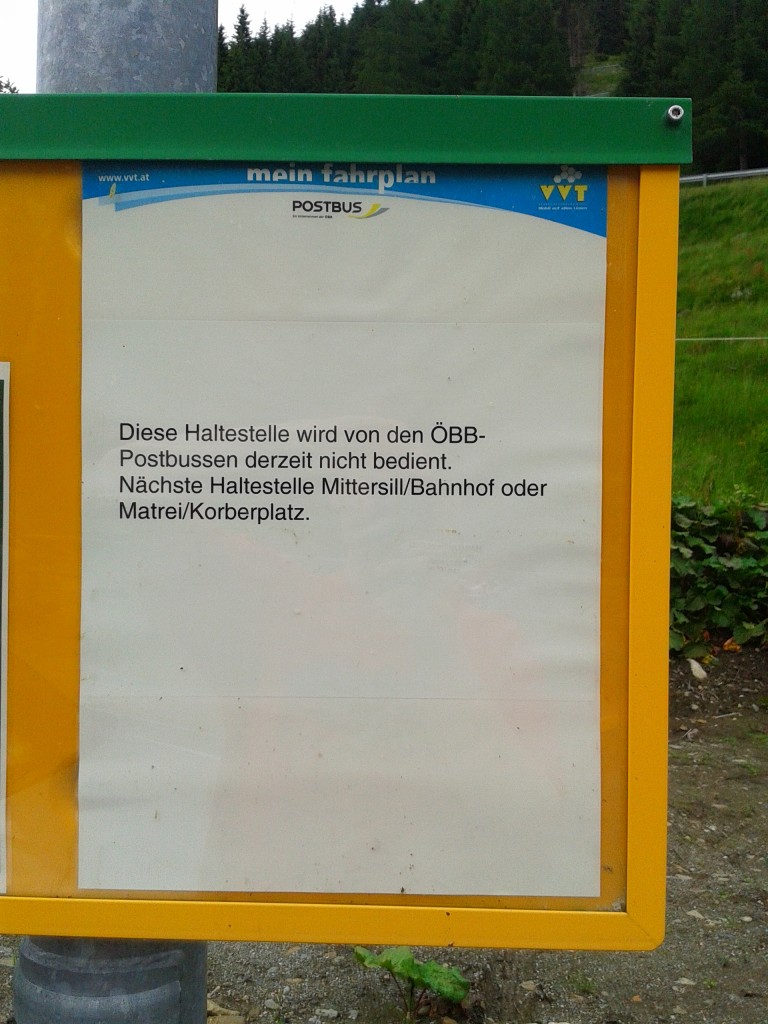 www.vvt.at
mein fahrplan
POSTBUS
VVT
Diese Haltestelle wird von den ÖBB-
Postbussen derzeit nicht bedient.
Nächste Haltestelle Mittersill/Bahnhof oder
Matrei/Korberplatz.